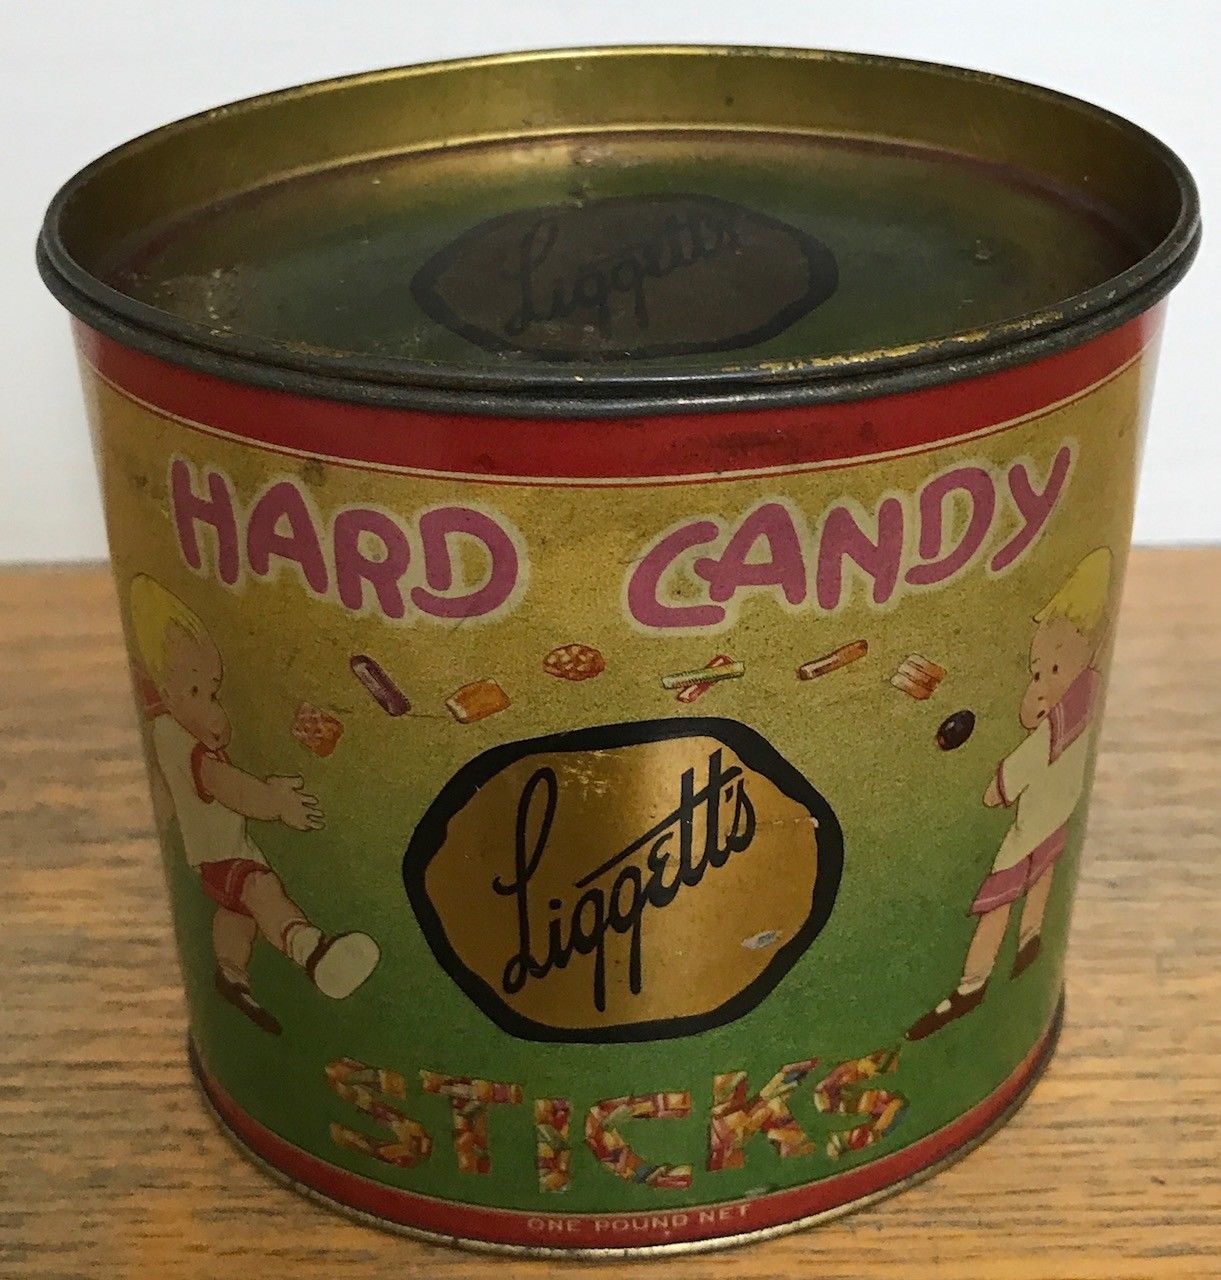 Liggett's
HARD CANDY
Liggett's
STICKS
ONE POUND NET